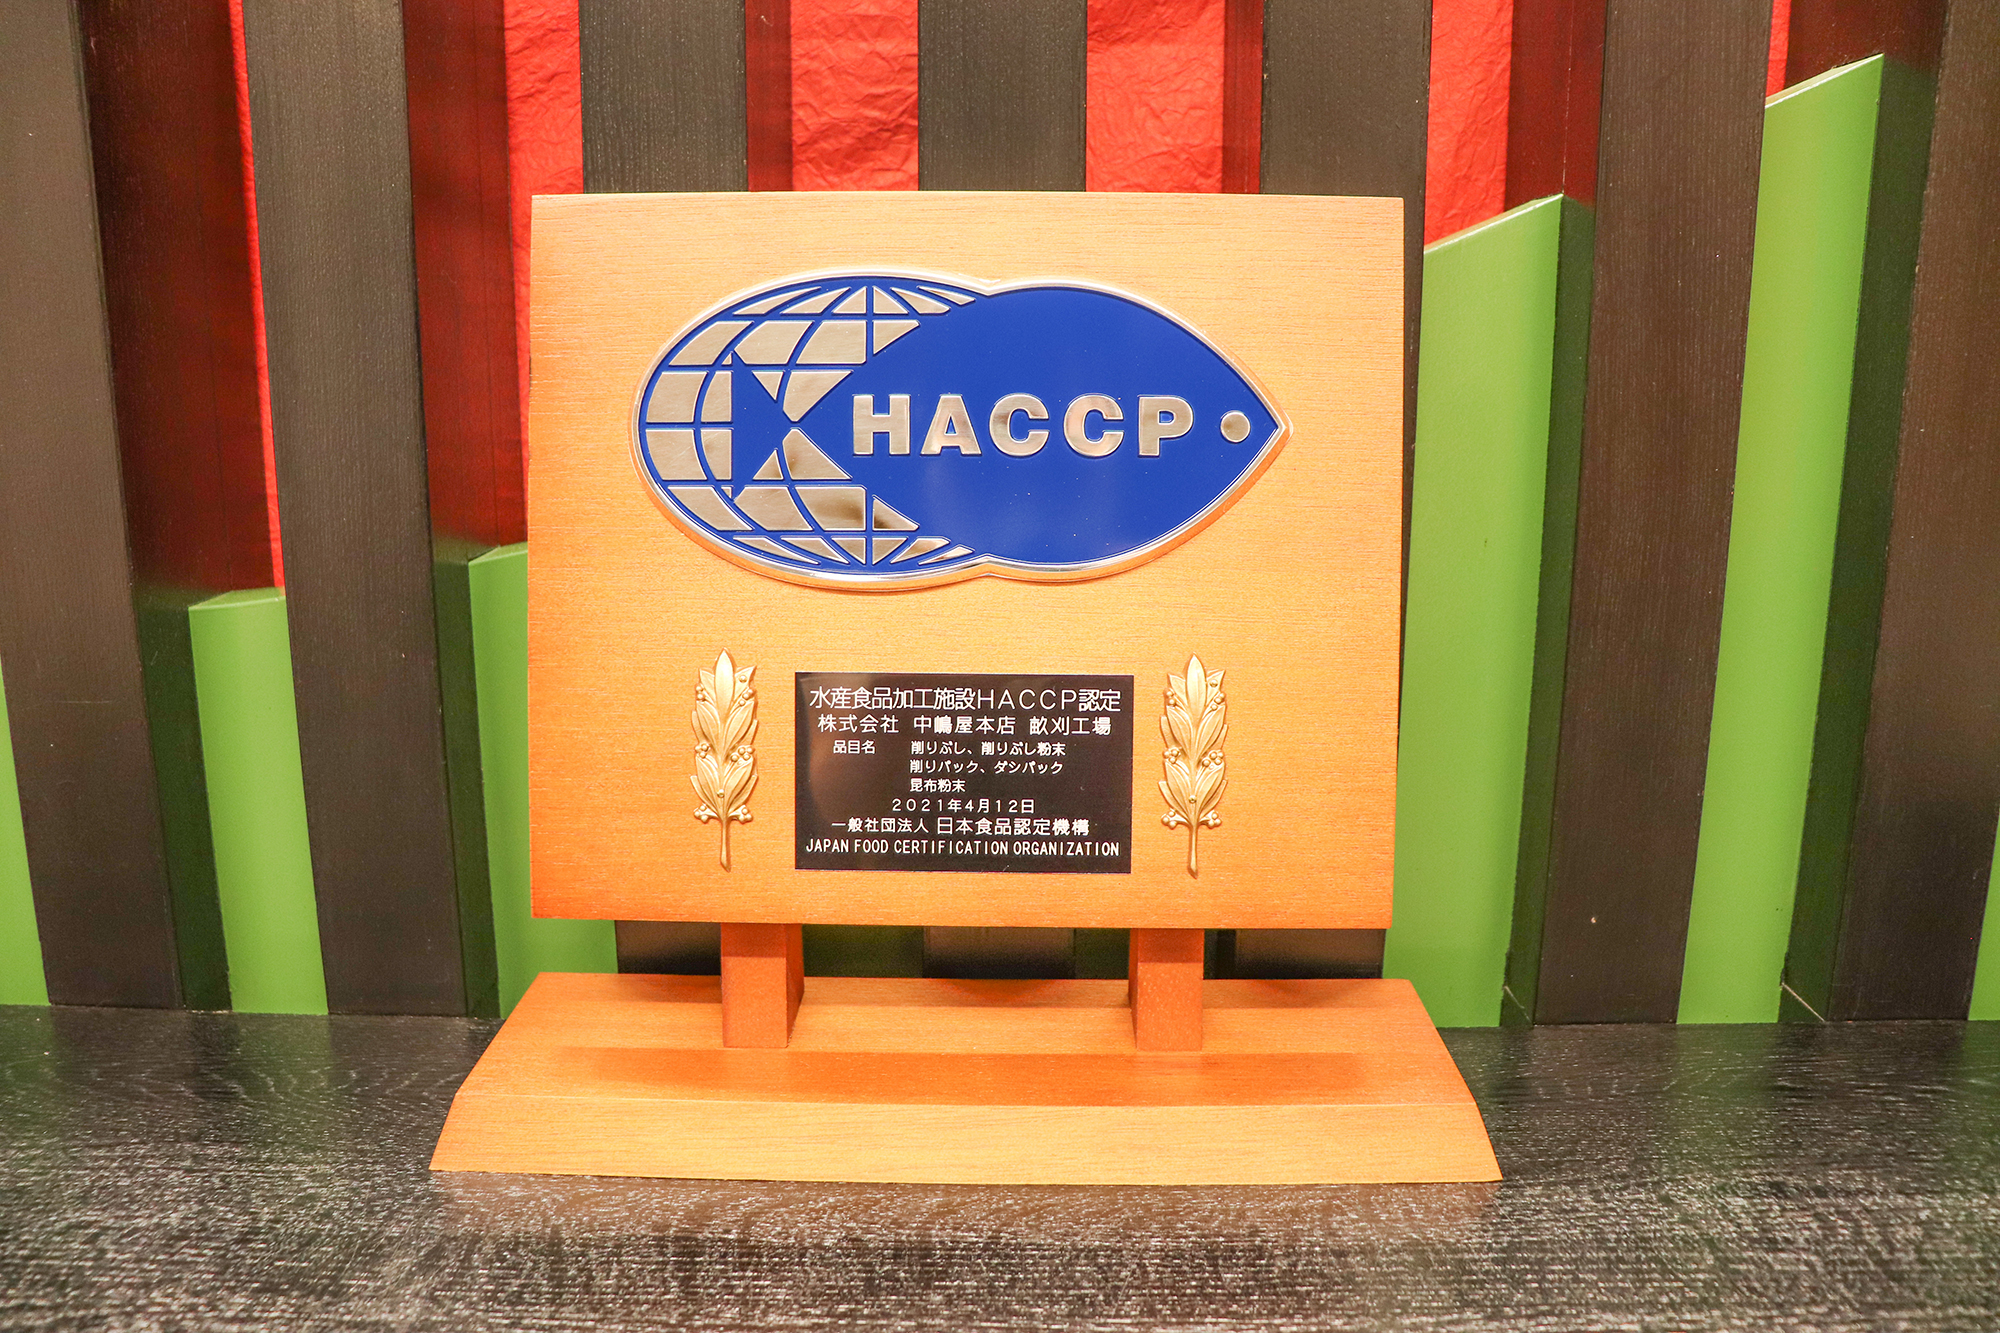 HACCP
水産食品加工施設HACCP認定
株式会社 中嶋屋本店 畝刈工場
品目名 削りぶし、削りぶし粉末
削りパック、ダシパック
昆布粉末
2021年4月12日
一般社団法人 日本食品認定機構
JAPAN FOOD CERTIFICATION ORGANIZATION